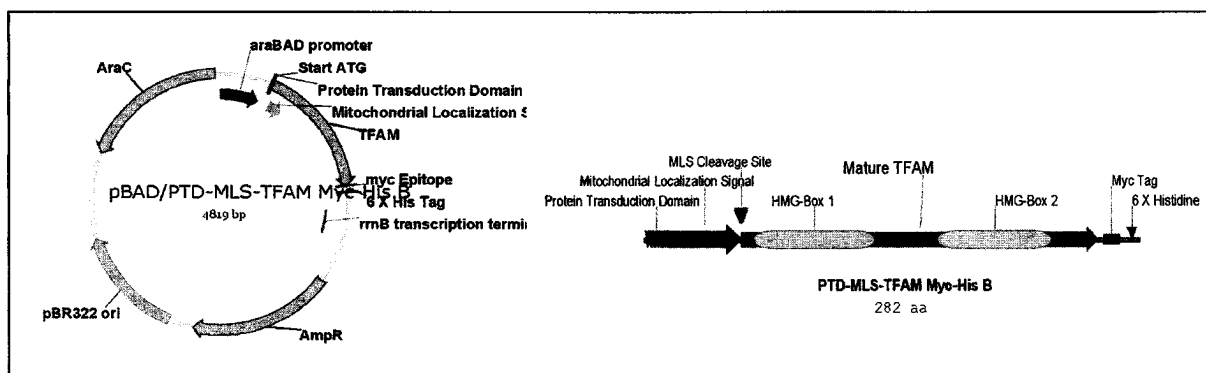 araBAD promoter
AraC
Start ATG
Protein Transduction Domain
Mitochondrial Localization S
TFAM
myc Epitope
pBAD/PTD-MLS-TFAM Myc-His B
6 X His Tag
4819 bp
rrnB transcription termin
pBR322 ori
AmpR
MLS Cleavage Site
Mature TFAM
Mitochondrial Localization Signal
Myc Tag
Protein Transduction Domain
HMG-Box 1
HMG-Box 2
6 X Histidine
PTD-MLS-TFAM Myc-His B
282 aa